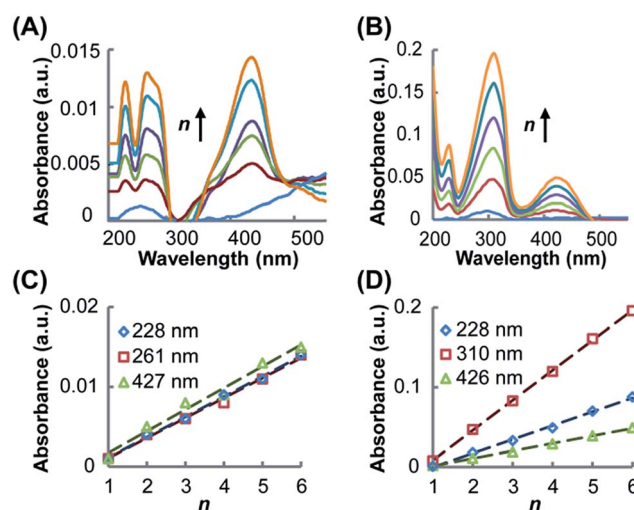 (A)
0.015
0.01
0.005
0
Absorbance (a.u.)
n
200 300 400 500
Wavelength (nm)
(B)
0.2
0.15
0.1
0.05
0
Absorbance (a.u.)
n
200 300 400 500
Wavelength (nm)
(C)
0.02
0.01
0
Absorbance (a.u.)
228 nm
261 nm
427 nm
1 2 3 4 5 6
n
(D)
0.2
0.1
0
Absorbance (a.u.)
228 nm
310 nm
426 nm
1 2 3 4 5 6
n